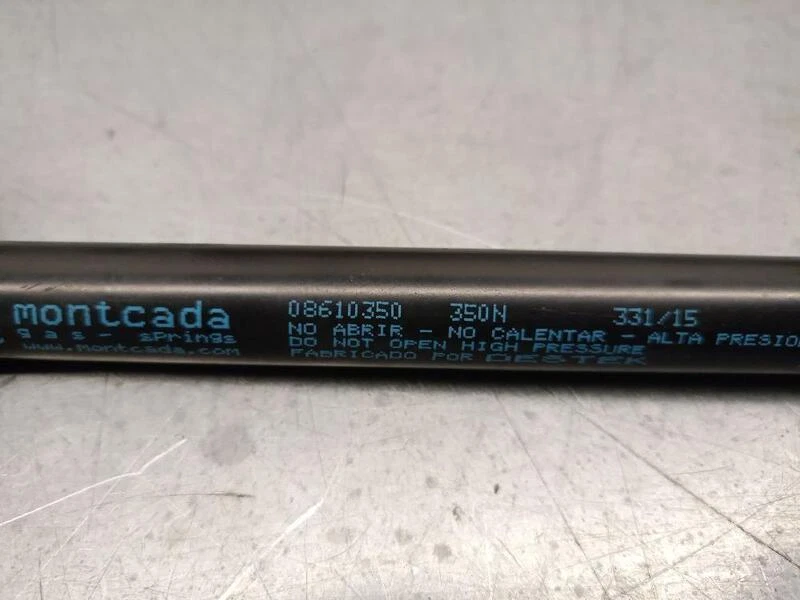 montcada 08610350 350N 331/15
gas-springs NO ABRIR - NO CALENTAR - ALTA PRESION
www.montcada.com DO NOT OPEN HIGH PRESSURE
FABRICADO POR DESTEK